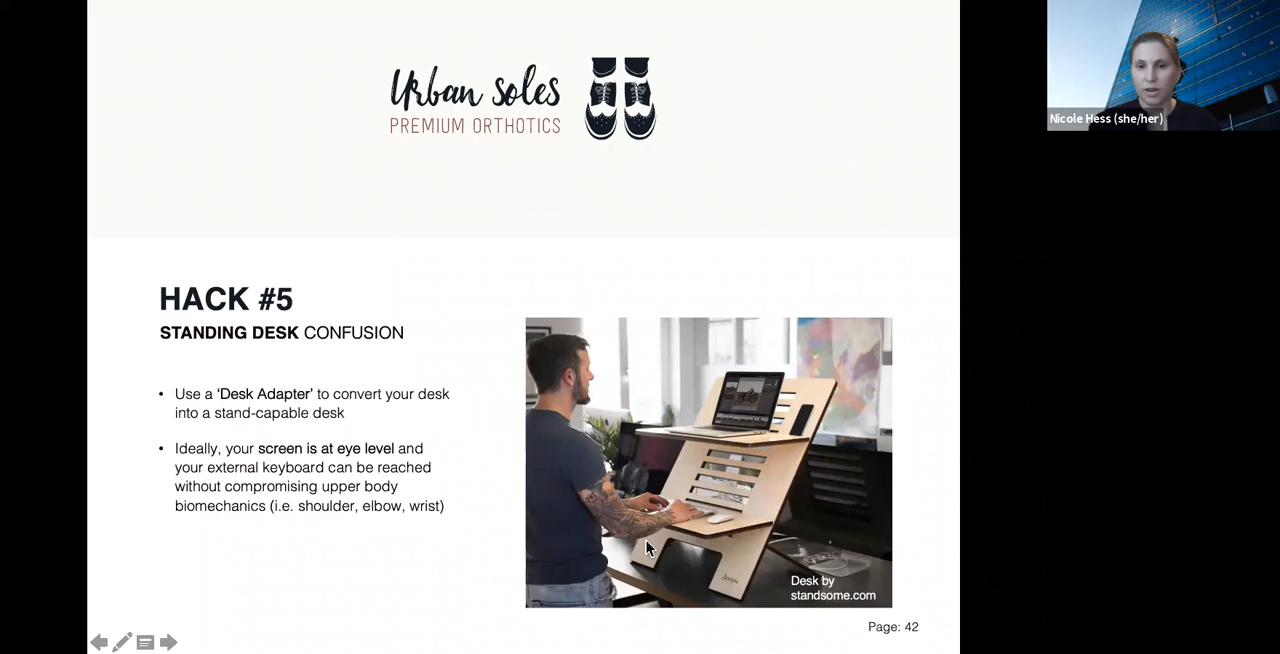 Urban soles
PREMIUM ORTHOTICS
Nicole Hess (she/her)
HACK #5
STANDING DESK CONFUSION
• Use a ‘Desk Adapter’ to convert your desk
into a stand-capable desk
• Ideally, your screen is at eye level and
your external keyboard can be reached
without compromising upper body
biomechanics (i.e. shoulder, elbow, wrist)
Desk by
standsome.com
Page: 42